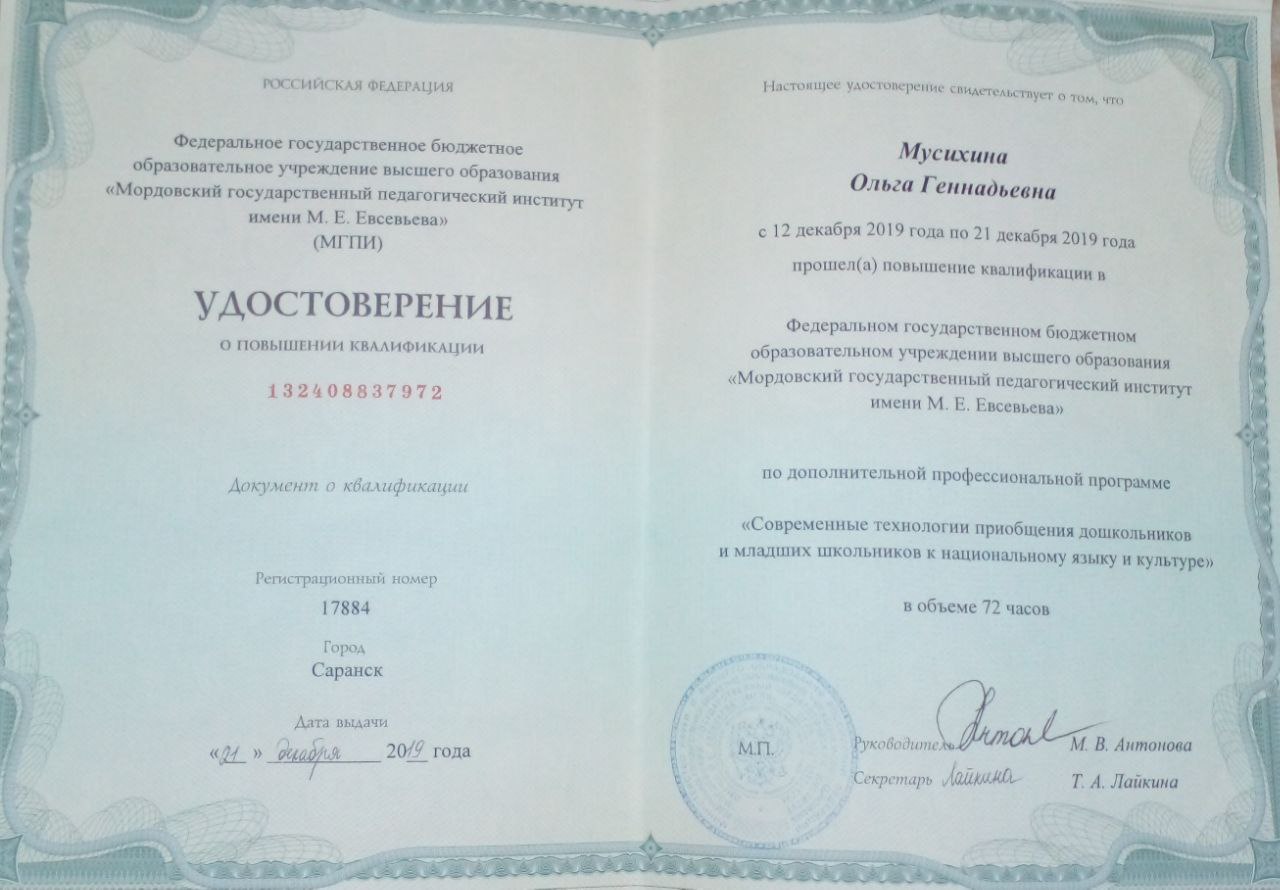 РОССИЙСКАЯ ФЕДЕРАЦИЯ
Федеральное государственное бюджетное
образовательное учреждение высшего образования
«Мордовский государственный педагогический институт
имени М. Е. Евсевьева»
(МГПИ)
УДОСТОВЕРЕНИЕ
О ПОВЫШЕНИИ КВАЛИФИКАЦИИ
132408837972
Документ о квалификации
Регистрационный номер
17884
Город
Саранск
Дата выдачи
«21» декабря 2019 года
Настоящее удостоверение свидетельствует о том, что
Мусихина
Ольга Геннадьевна
с 12 декабря 2019 года по 21 декабря 2019 года
прошел(а) повышение квалификации в
Федеральном государственном бюджетном
образовательном учреждении высшего образования
«Мордовский государственный педагогический институт
имени М. Е. Евсевьева»
по дополнительной профессиональной программе
«Современные технологии приобщения дошкольников
и младших школьников к национальному языку и культуре»
в объеме 72 часов
М.П.
Руководитель М. В. Антонова
Секретарь Лайкина Т. А. Лайкина